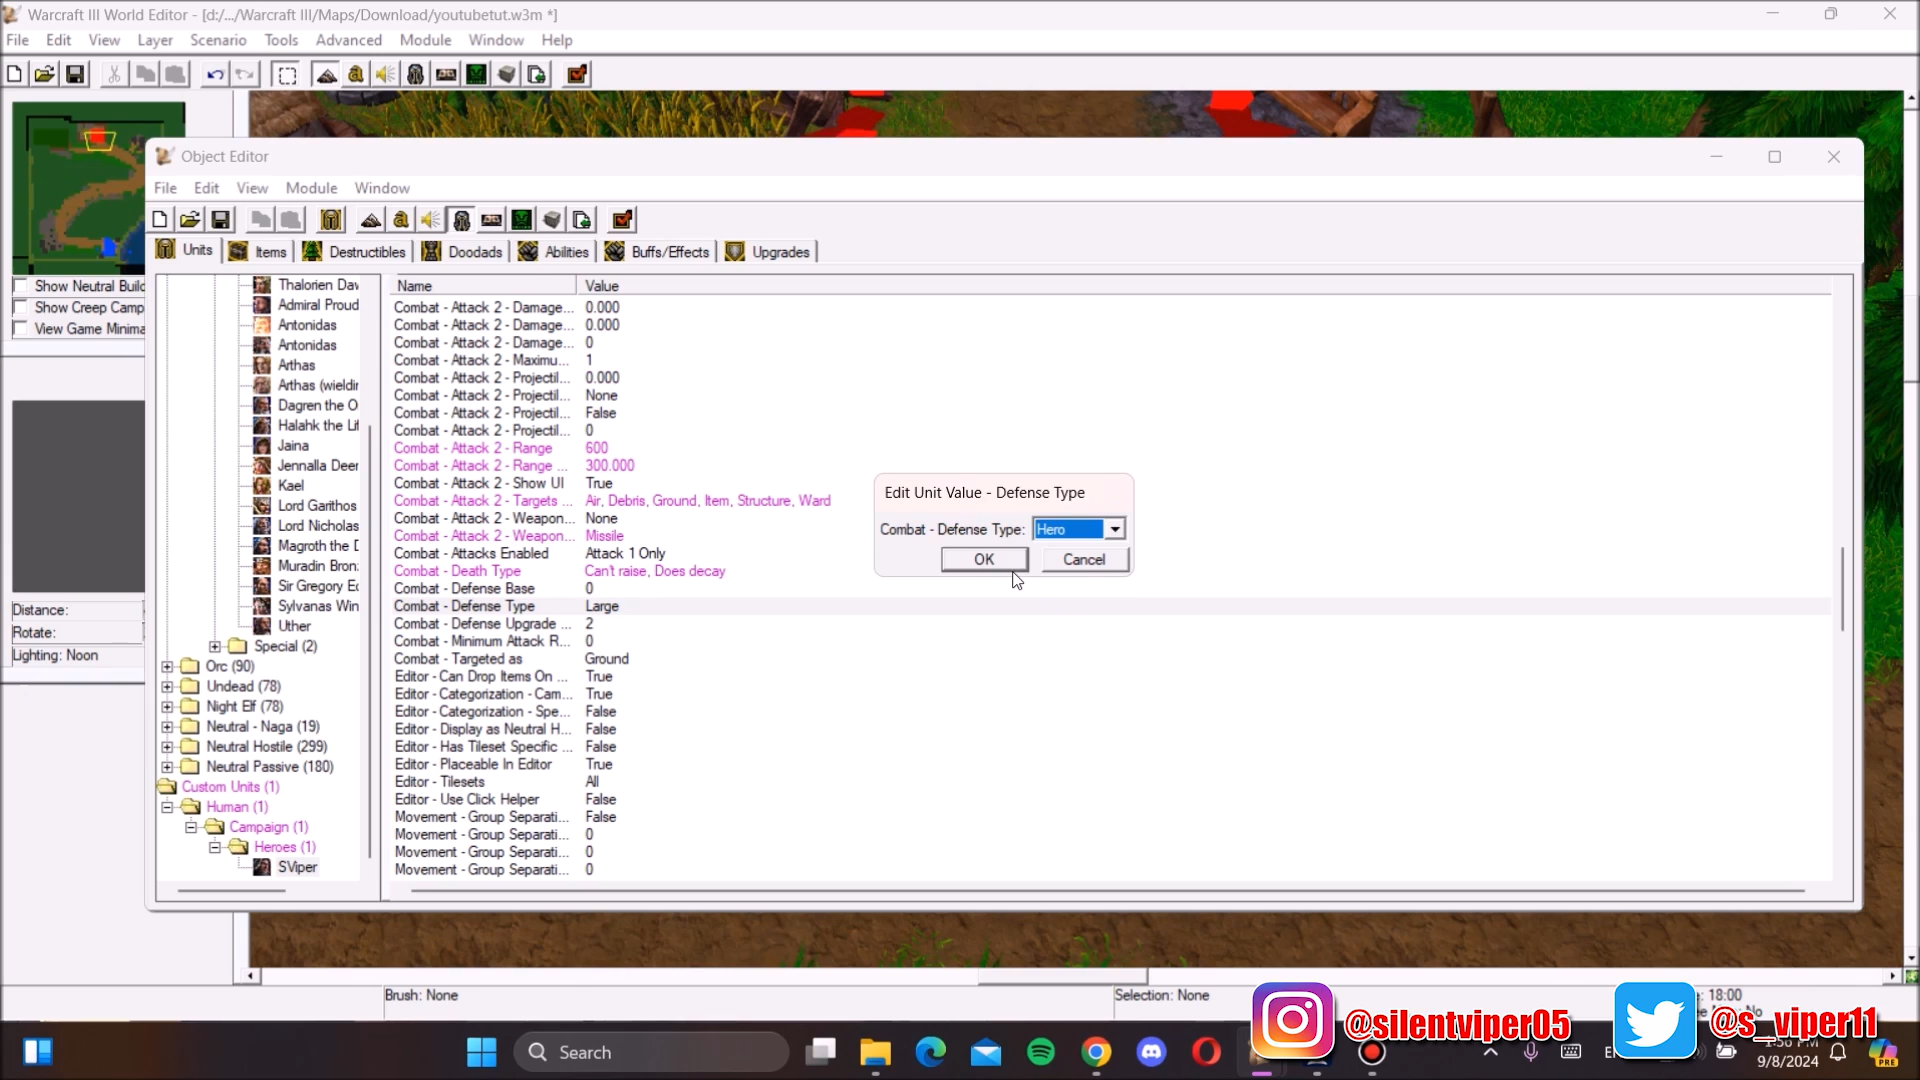 Warcraft III World Editor - [d:/.../Warcraft III/Maps/Download/youtubetut.w3m *]
File Edit View Layer Scenario Tools Advanced Module Window Help
Object Editor
File Edit View Module Window
Units Items Destructibles Doodads Abilities Buffs/Effects Upgrades
Show Neutral Build
Show Creep Camp
View Game Minima
Distance:
Rotate:
Lighting: Noon
Thalorien Daw
Admiral Proud
Antonidas
Antonidas
Arthas
Arthas (wieldin
Dagren the O
Halahk the Lif
Jaina
Jennalla Deer
Kael
Lord Garithos
Lord Nicholas
Magroth the D
Muradin Bron
Sir Gregory Ed
Sylvanas Win
Uther
Special (2)
Orc (90)
Undead (78)
Night Elf (78)
Neutral - Naga (19)
Neutral Hostile (299)
Neutral Passive (180)
Custom Units (1)
Human (1)
Campaign (1)
Heroes (1)
SViper
Name Value
Combat - Attack 2 - Damage... 0.000
Combat - Attack 2 - Damage... 0.000
Combat - Attack 2 - Damage... 0
Combat - Attack 2 - Maximu... 1
Combat - Attack 2 - Projectil... 0.000
Combat - Attack 2 - Projectil... None
Combat - Attack 2 - Projectil... False
Combat - Attack 2 - Projectil... 0
Combat - Attack 2 - Range 600
Combat - Attack 2 - Range ... 300.000
Combat - Attack 2 - Show UI True
Combat - Attack 2 - Targets ... Air, Debris, Ground, Item, Structure, Ward
Combat - Attack 2 - Weapon... None
Combat - Attack 2 - Weapon... Missile
Combat - Attacks Enabled Attack 1 Only
Combat - Death Type Can't raise, Does decay
Combat - Defense Base 0
Combat - Defense Type Large
Combat - Defense Upgrade ... 2
Combat - Minimum Attack R... 0
Combat - Targeted as Ground
Editor - Can Drop Items On ... True
Editor - Categorization - Cam... True
Editor - Categorization - Spe... False
Editor - Display as Neutral H... False
Editor - Has Tileset Specific ... False
Editor - Placeable In Editor True
Editor - Tilesets All
Editor - Use Click Helper False
Movement - Group Separati... False
Movement - Group Separati... 0
Movement - Group Separati... 0
Movement - Group Separati... 0
Edit Unit Value - Defense Type
Combat - Defense Type: Hero
OK Cancel
Brush: None
Selection: None
: 18:00
@silentviper05
@s_viper11
Search
1:56 PM
9/8/2024
PRE